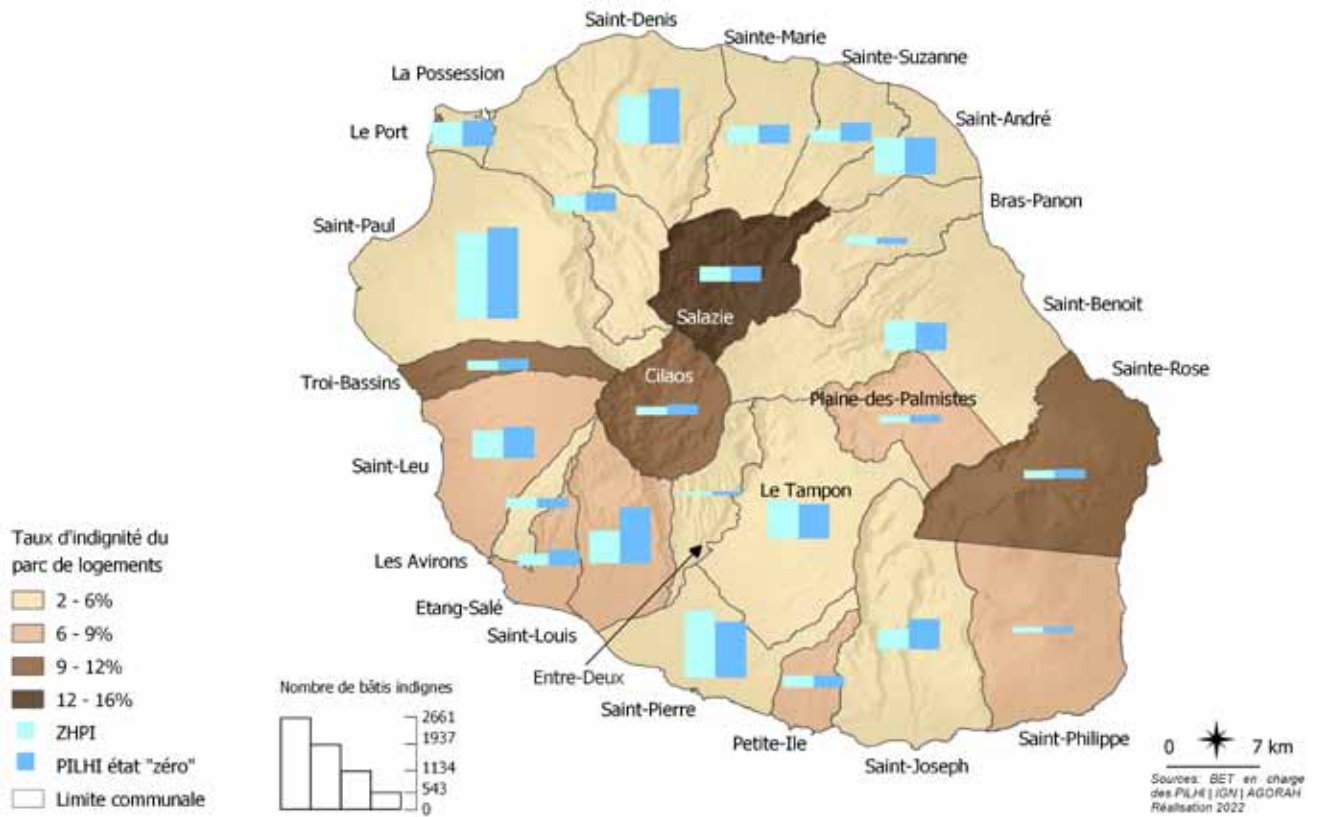 Saint-Denis
Sainte-Marie
Sainte-Suzanne
La Possession
Le Port
Saint-André
Saint-Paul
Bras-Panon
Saint-Benoit
Salazie
Sainte-Rose
Troi-Bassins
Cilaos
Plaine-des-Palmistes
Saint-Leu
Le Tampon
Les Avirons
Etang-Salé
Saint-Louis
Entre-Deux
Saint-Pierre
Petite-Ile
Saint-Joseph
Saint-Philippe
Taux d'indignité du
parc de logements
2 - 6%
6 - 9%
9 - 12%
12 - 16%
ZHPI
PILHI état "zéro"
Limite communale
Nombre de bâtis indignes
2661
1937
1134
543
0
0 7 km
Sources: BET en charge
des PILHI | IGN | AGORAH
Réalisation 2022